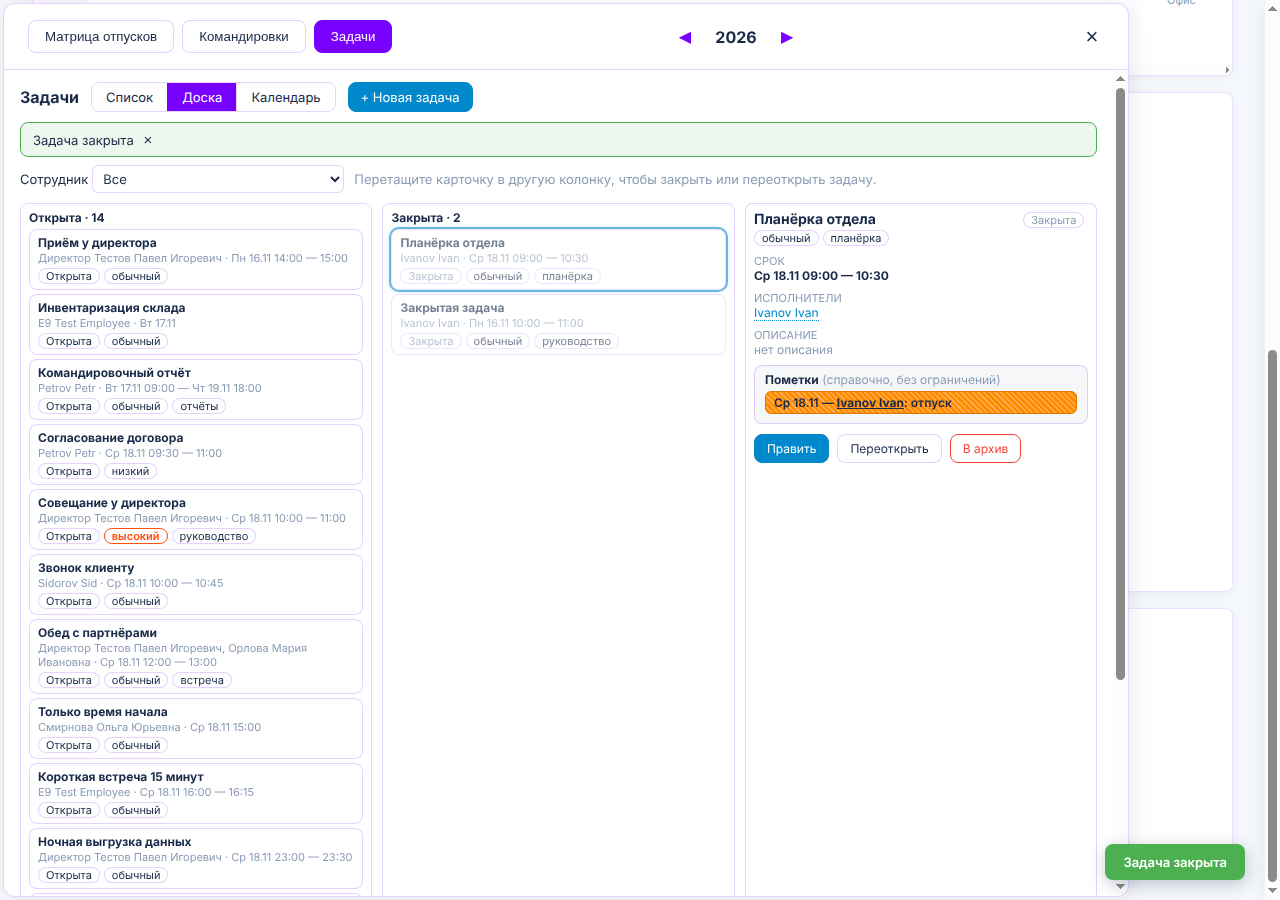 Офис
Матрица отпусков
Командировки
Задачи
◀ 2026 ▶
×
Задачи
Список
Доска
Календарь
+ Новая задача
Задача закрыта ×
Сотрудник Все
Перетащите карточку в другую колонку, чтобы закрыть или переоткрыть задачу.
Открыта · 14
Приём у директора
Директор Тестов Павел Игоревич · Пн 16.11 14:00 — 15:00
Открыта обычный
Инвентаризация склада
E9 Test Employee · Вт 17.11
Открыта обычный
Командировочный отчёт
Petrov Petr · Вт 17.11 09:00 — Чт 19.11 18:00
Открыта обычный отчёты
Согласование договора
Petrov Petr · Ср 18.11 09:30 — 11:00
Открыта низкий
Совещание у директора
Директор Тестов Павел Игоревич · Ср 18.11 10:00 — 11:00
Открыта высокий руководство
Звонок клиенту
Sidorov Sid · Ср 18.11 10:00 — 10:45
Открыта обычный
Обед с партнёрами
Директор Тестов Павел Игоревич, Орлова Мария
Ивановна · Ср 18.11 12:00 — 13:00
Открыта обычный встреча
Только время начала
Смирнова Ольга Юрьевна · Ср 18.11 15:00
Открыта обычный
Короткая встреча 15 минут
E9 Test Employee · Ср 18.11 16:00 — 16:15
Открыта обычный
Ночная выгрузка данных
Директор Тестов Павел Игоревич · Ср 18.11 23:00 — 23:30
Открыта обычный
Закрыта · 2
Планёрка отдела
Ivanov Ivan · Ср 18.11 09:00 — 10:30
Закрыта обычный планёрка
Закрытая задача
Ivanov Ivan · Пн 16.11 10:00 — 11:00
Закрыта обычный руководство
Планёрка отдела
Закрыта
обычный планёрка
СРОК
Ср 18.11 09:00 — 10:30
ИСПОЛНИТЕЛИ
Ivanov Ivan
ОПИСАНИЕ
нет описания
Пометки (справочно, без ограничений)
Ср 18.11 — Ivanov Ivan: отпуск
Править
Переоткрыть
В архив
Задача закрыта